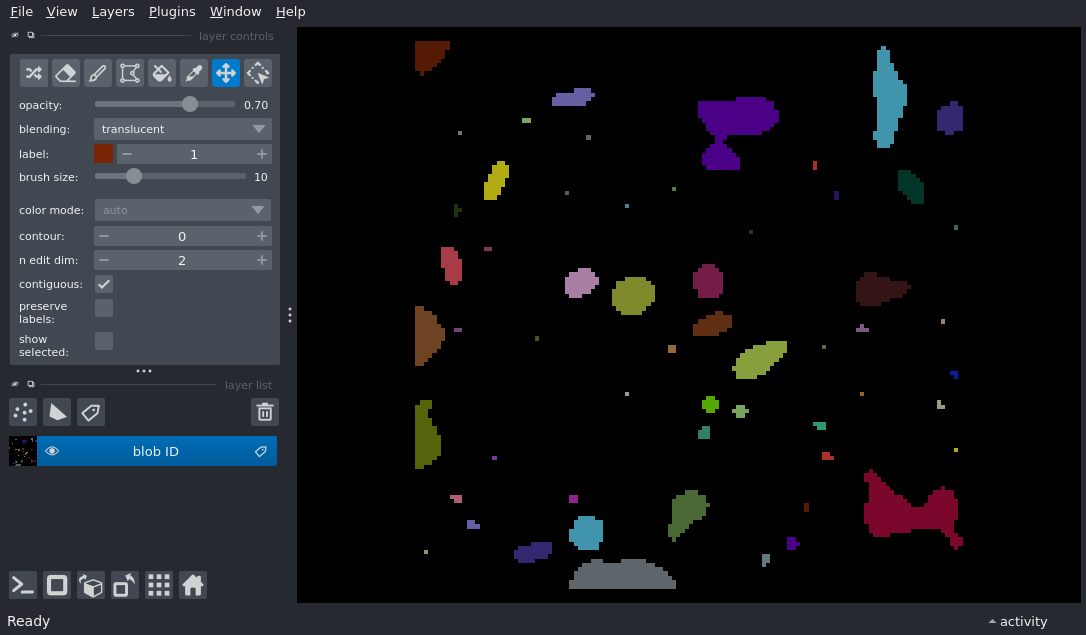 File View Layers Plugins Window Help
layer controls
opacity: 0.70
blending: translucent
label: 1
brush size: 10
color mode: auto
contour: 0
n edit dim: 2
contiguous:
preserve
labels:
show
selected:
layer list
blob ID
Ready
activity